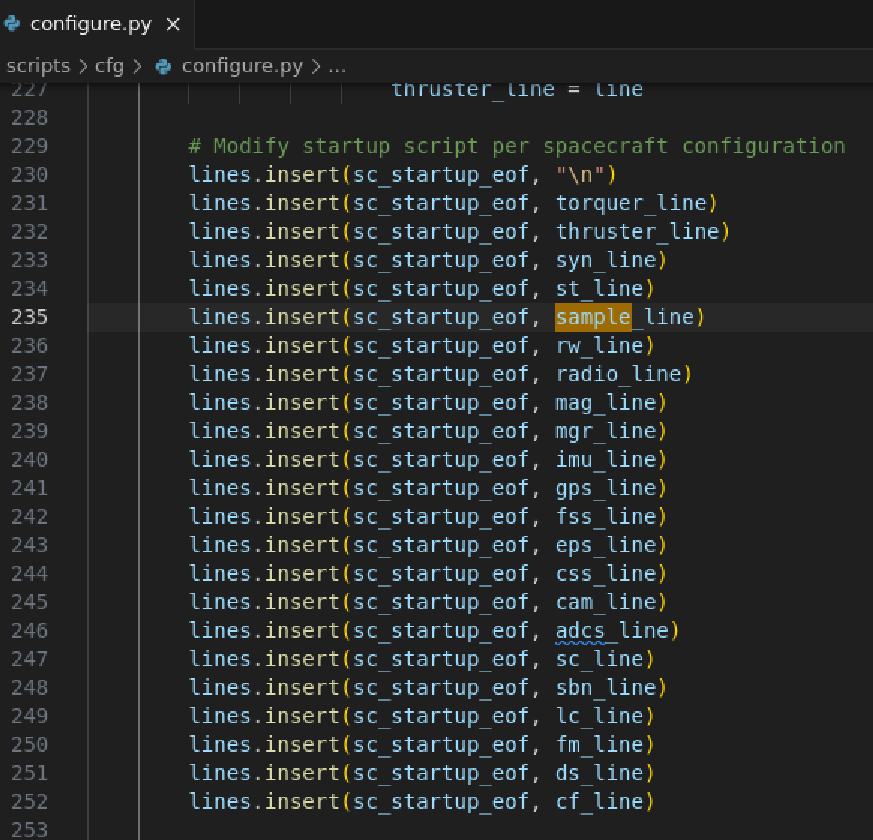 configure.py ×
scripts > cfg > configure.py > ...
227 thruster_line = line
228
229 # Modify startup script per spacecraft configuration
230 lines.insert(sc_startup_eof, "\n")
231 lines.insert(sc_startup_eof, torquer_line)
232 lines.insert(sc_startup_eof, thruster_line)
233 lines.insert(sc_startup_eof, syn_line)
234 lines.insert(sc_startup_eof, st_line)
235 lines.insert(sc_startup_eof, sample_line)
236 lines.insert(sc_startup_eof, rw_line)
237 lines.insert(sc_startup_eof, radio_line)
238 lines.insert(sc_startup_eof, mag_line)
239 lines.insert(sc_startup_eof, mgr_line)
240 lines.insert(sc_startup_eof, imu_line)
241 lines.insert(sc_startup_eof, gps_line)
242 lines.insert(sc_startup_eof, fss_line)
243 lines.insert(sc_startup_eof, eps_line)
244 lines.insert(sc_startup_eof, css_line)
245 lines.insert(sc_startup_eof, cam_line)
246 lines.insert(sc_startup_eof, adcs_line)
247 lines.insert(sc_startup_eof, sc_line)
248 lines.insert(sc_startup_eof, sbn_line)
249 lines.insert(sc_startup_eof, lc_line)
250 lines.insert(sc_startup_eof, fm_line)
251 lines.insert(sc_startup_eof, ds_line)
252 lines.insert(sc_startup_eof, cf_line)
253